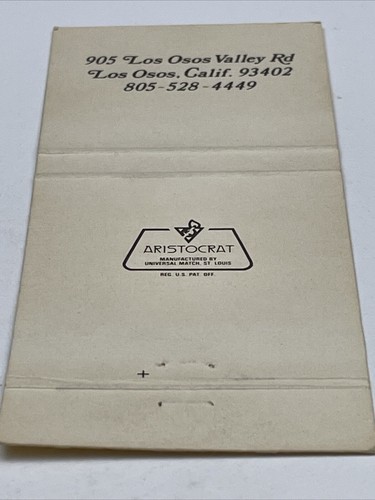 905 Los Osos Valley Rd
Los Osos, Calif. 93402
805-528-4449
ARISTOCRAT
MANUFACTURED BY
UNIVERSAL MATCH, ST. LOUIS
REG. U.S. PAT. OFF.